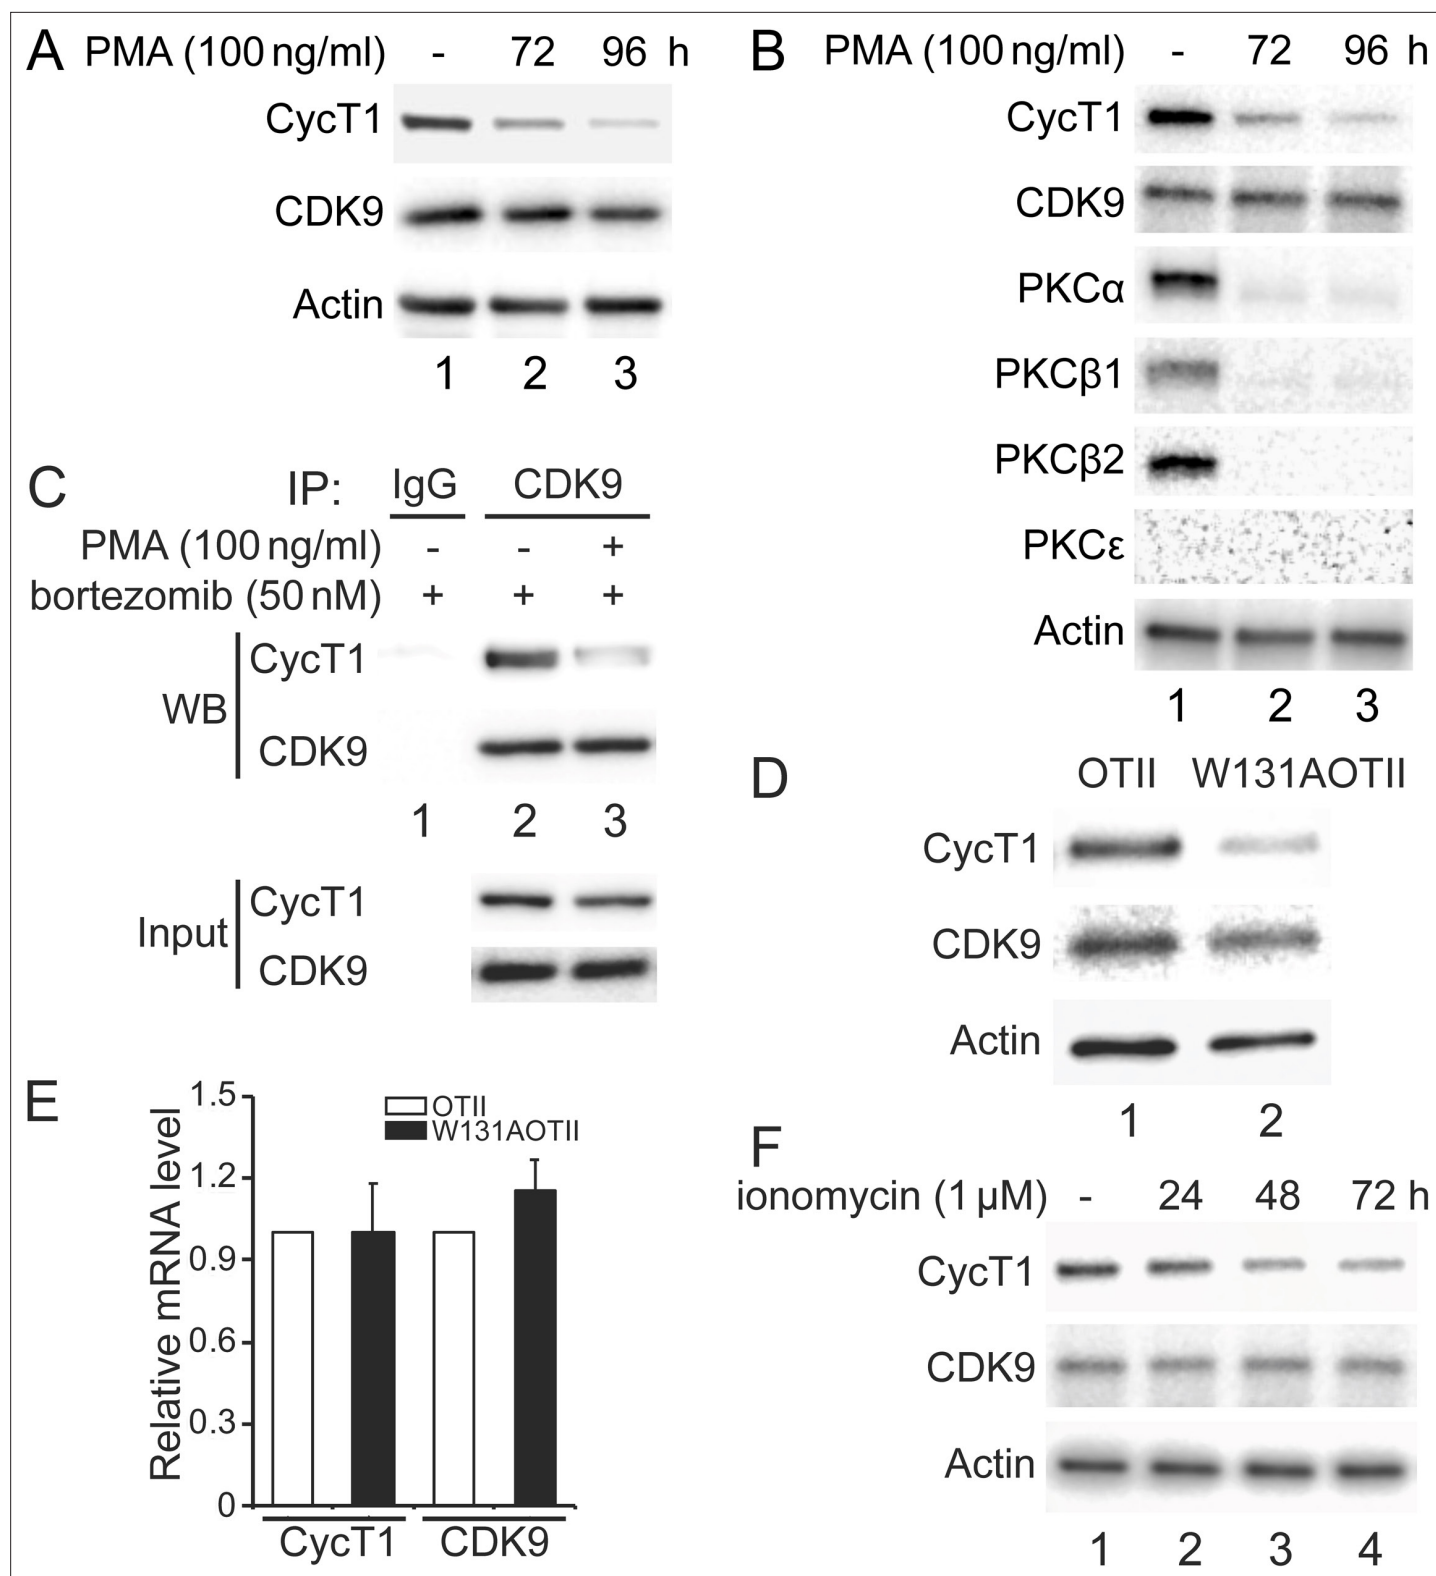 A PMA (100 ng/ml) - 72 96 h
CycT1
CDK9
Actin
1 2 3
B PMA (100 ng/ml) - 72 96 h
CycT1
CDK9
PKCα
PKCβ1
PKCβ2
PKCε
Actin
1 2 3
C IP: IgG CDK9
PMA (100 ng/ml) - - +
bortezomib (50 nM) + + +
WB
CycT1
CDK9
1 2 3
Input
CycT1
CDK9
D OTII W131AOTII
CycT1
CDK9
Actin
1 2
E
Relative mRNA level
1.5
1.2
0.9
0.6
0.3
0
OTII
W131AOTII
CycT1 CDK9
F
ionomycin (1 µM) - 24 48 72 h
CycT1
CDK9
Actin
1 2 3 4